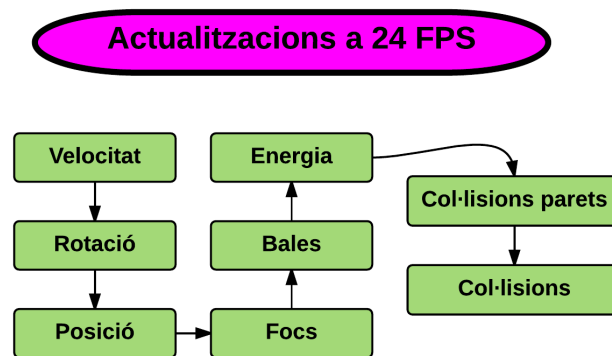 Actualitzacions a 24 FPS
Velocitat
Rotació
Posició
Focs
Bales
Energia
Col·lisions parets
Col·lisions